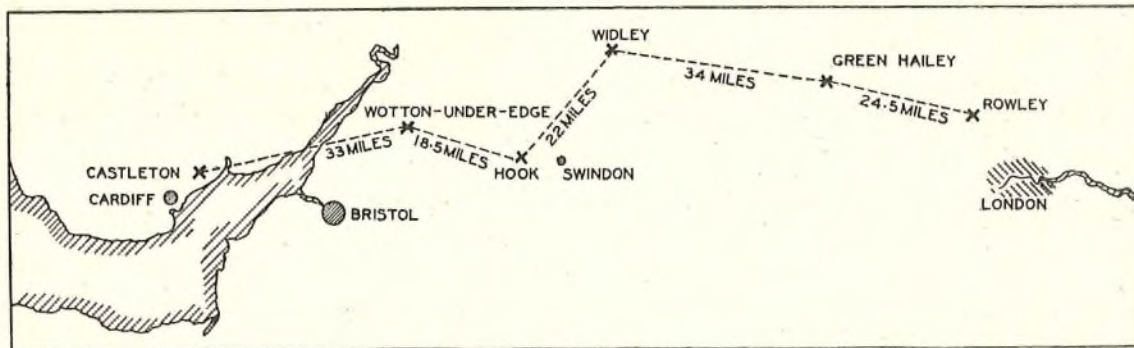 WIDLEY
GREEN HAILEY
34 MILES
24·5 MILES
ROWLEY
22 MILES
WOTTON-UNDER-EDGE
33 MILES
18·5 MILES
CASTLETON
HOOK
SWINDON
CARDIFF
BRISTOL
LONDON